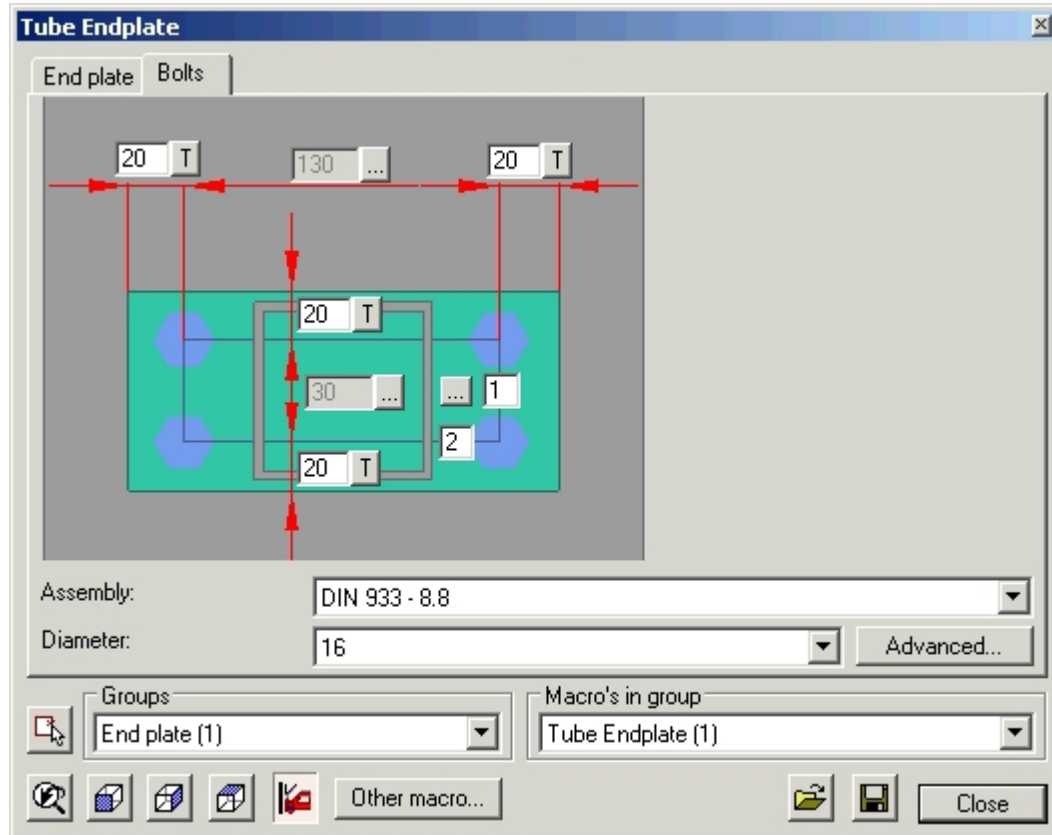 Tube Endplate
End plate Bolts
20 T 130 ... 20 T
20 T
30 ... ... 1
2
20 T
Assembly: DIN 933 - 8.8
Diameter: 16 Advanced...
Groups Macro's in group
End plate (1) Tube Endplate (1)
Other macro... Close